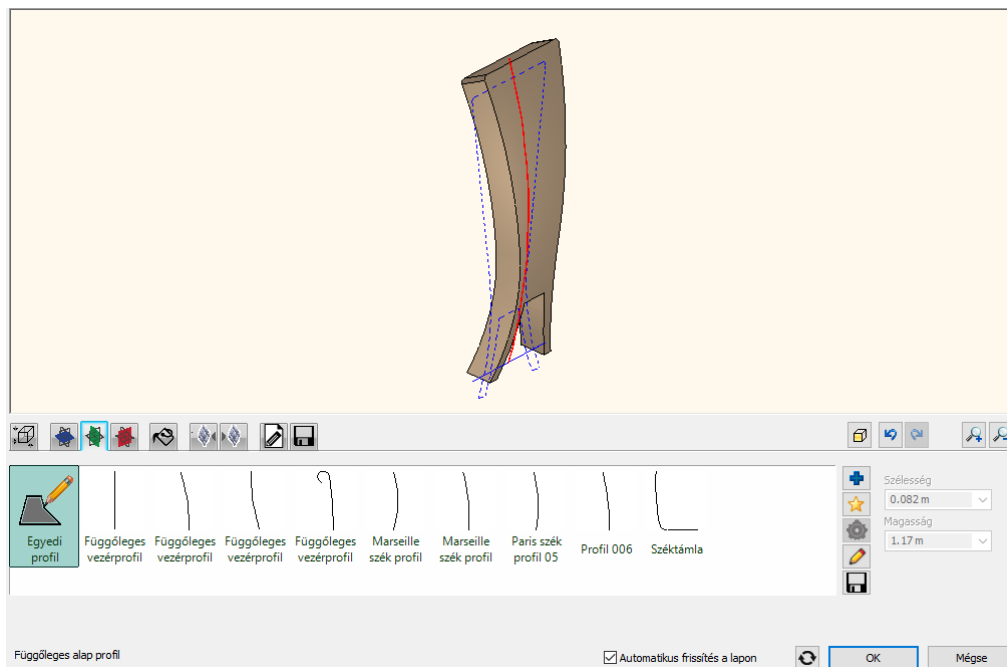 Egyedi profil
Függőleges vezérprofil
Függőleges vezérprofil
Függőleges vezérprofil
Függőleges vezérprofil
Marseille szék profil
Marseille szék profil
Paris szék profil 05
Profil 006
Széktámla
Szélesség
0.082 m
Magasság
1.17 m
Függőleges alap profil
Automatikus frissítés a lapon
OK
Mégse